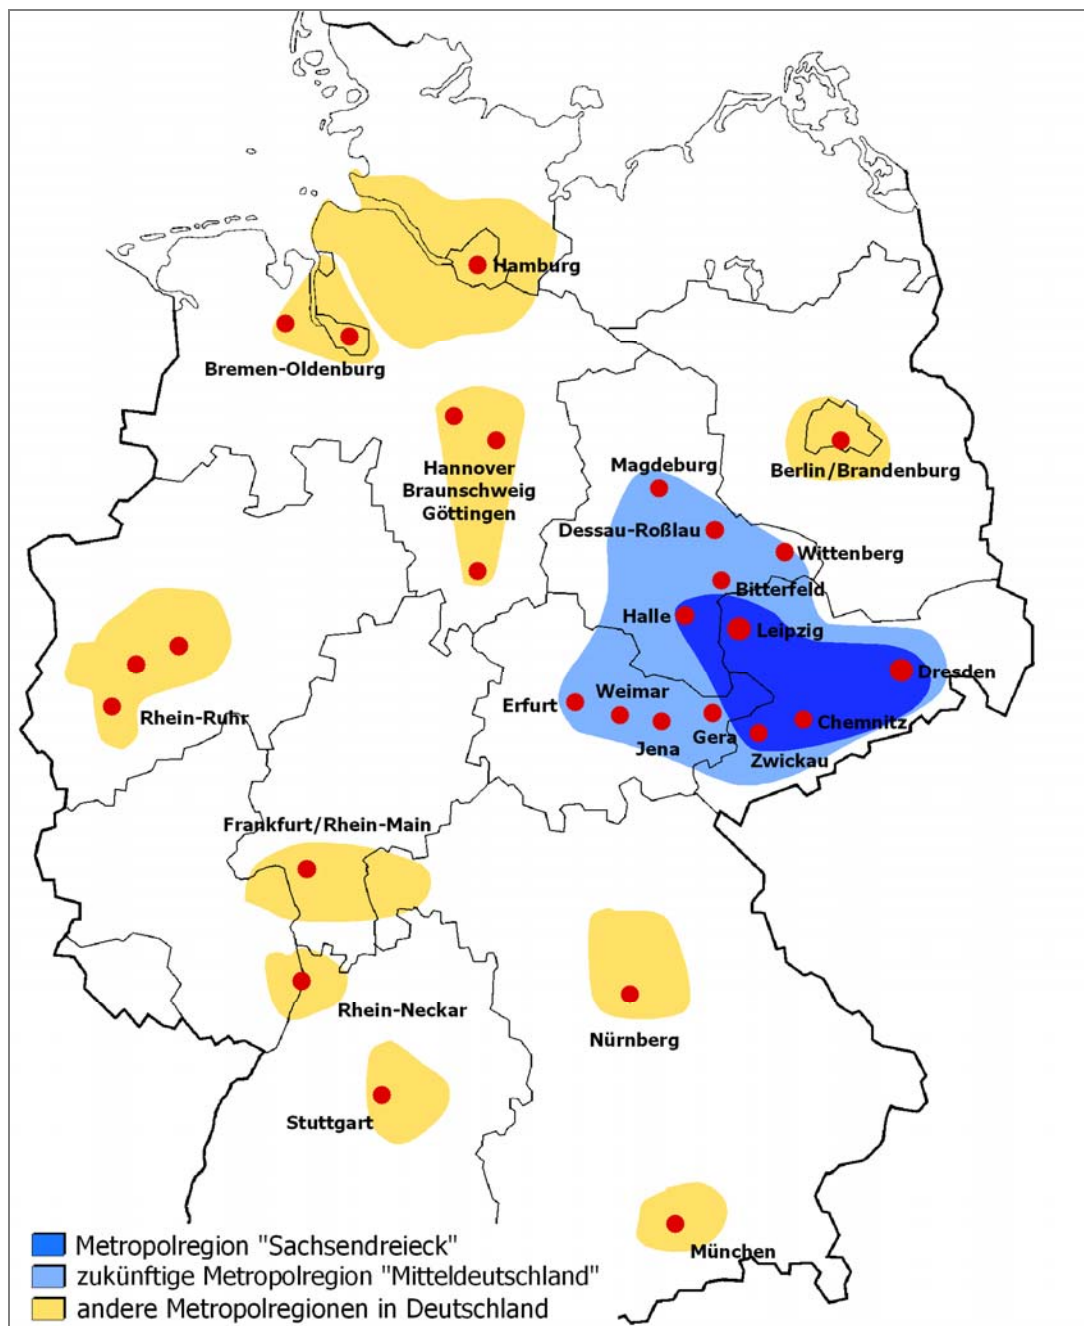 Hamburg
Bremen-Oldenburg
Hannover
Braunschweig
Göttingen
Magdeburg
Berlin/Brandenburg
Dessau-Roßlau
Wittenberg
Bitterfeld
Halle
Leipzig
Dresden
Rhein-Ruhr
Erfurt
Weimar
Jena
Gera
Chemnitz
Zwickau
Frankfurt/Rhein-Main
Rhein-Neckar
Nürnberg
Stuttgart
München
Metropolregion "Sachsendreieck"
zukünftige Metropolregion "Mitteldeutschland"
andere Metropolregionen in Deutschland